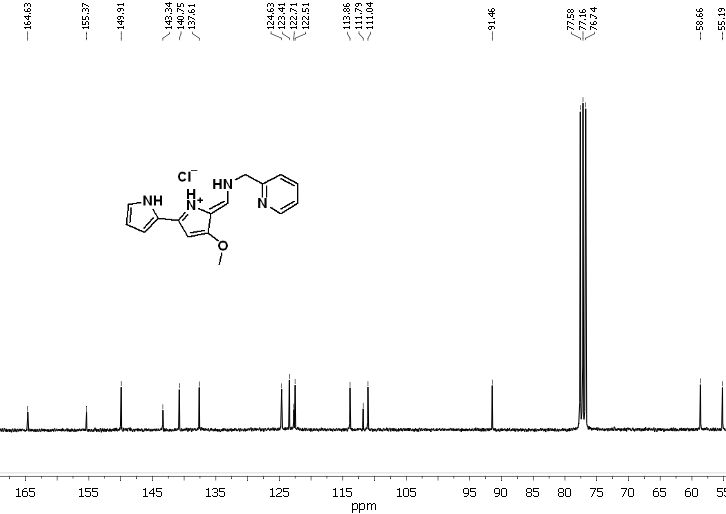 164.63
155.37
149.91
143.34
140.75
137.61
124.63
123.41
122.71
122.51
113.86
111.79
111.04
91.46
77.58
77.16
76.74
58.66
55.19
Cl⁻
HN
H
N⁺
NH
N
O
165 155 145 135 125 115 105 95 90 85 80 75 70 65 60 55
ppm